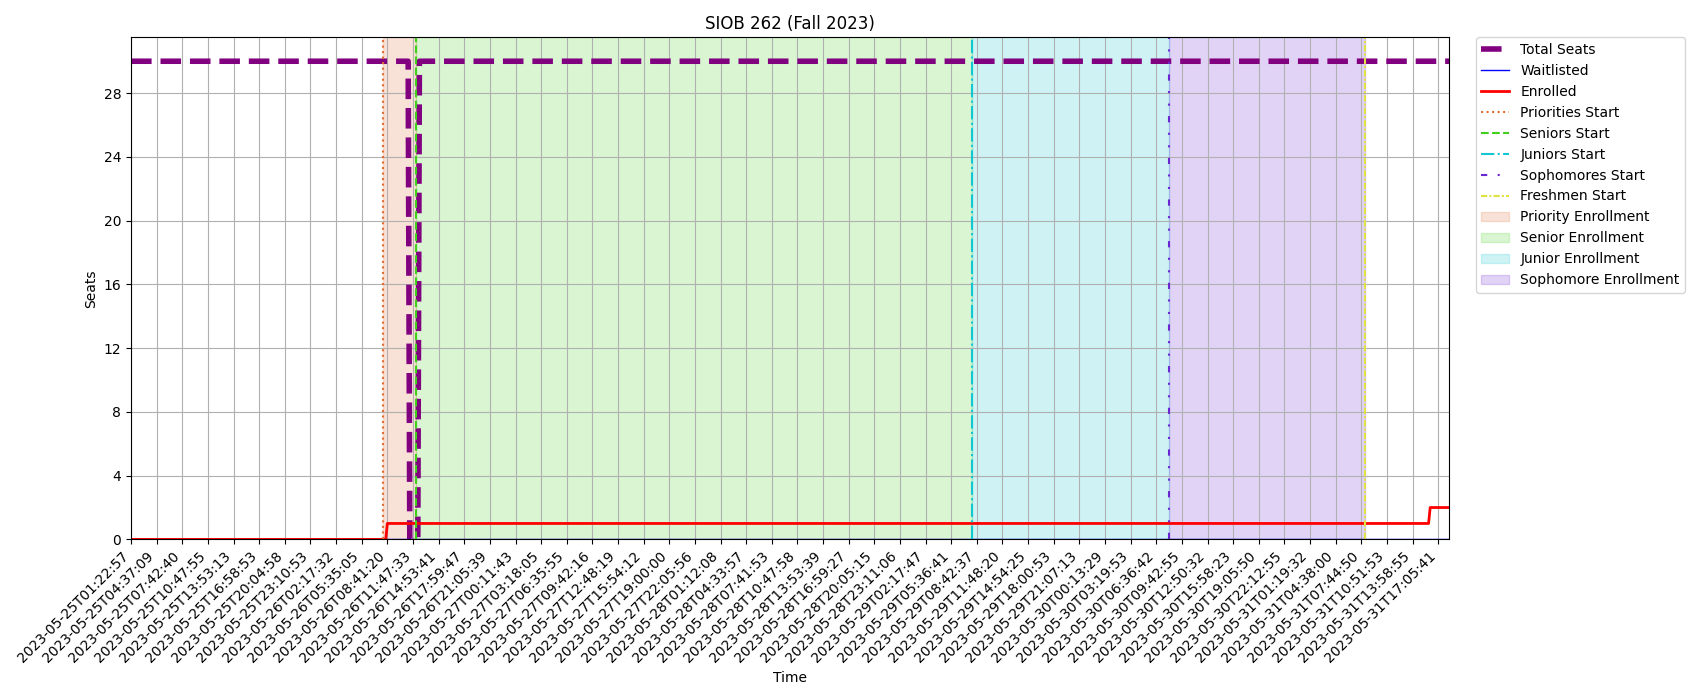 SIOB 262 (Fall 2023)
Seats
28
24
20
16
12
8
4
0
2023-05-25T01:22:57
2023-05-25T04:37:09
2023-05-25T07:42:40
2023-05-25T10:47:55
2023-05-25T13:53:13
2023-05-25T16:58:53
2023-05-25T20:04:58
2023-05-25T23:10:53
2023-05-26T02:17:32
2023-05-26T05:35:05
2023-05-26T08:41:20
2023-05-26T11:47:33
2023-05-26T14:53:41
2023-05-26T17:59:47
2023-05-26T21:05:39
2023-05-27T00:11:43
2023-05-27T03:18:05
2023-05-27T06:35:55
2023-05-27T09:42:16
2023-05-27T12:48:19
2023-05-27T15:54:12
2023-05-27T19:00:00
2023-05-27T22:05:56
2023-05-28T01:12:08
2023-05-28T04:33:57
2023-05-28T07:41:53
2023-05-28T10:47:58
2023-05-28T13:53:39
2023-05-28T16:59:27
2023-05-28T20:05:15
2023-05-28T23:11:06
2023-05-29T02:17:47
2023-05-29T05:36:41
2023-05-29T08:42:37
2023-05-29T11:48:20
2023-05-29T14:54:25
2023-05-29T18:00:53
2023-05-29T21:07:13
2023-05-30T00:13:29
2023-05-30T03:19:53
2023-05-30T06:36:42
2023-05-30T09:42:55
2023-05-30T12:50:32
2023-05-30T15:58:23
2023-05-30T19:05:50
2023-05-30T22:12:55
2023-05-31T01:19:32
2023-05-31T04:38:00
2023-05-31T07:44:50
2023-05-31T10:51:53
2023-05-31T13:58:55
2023-05-31T17:05:41
Time
Total Seats
Waitlisted
Enrolled
Priorities Start
Seniors Start
Juniors Start
Sophomores Start
Freshmen Start
Priority Enrollment
Senior Enrollment
Junior Enrollment
Sophomore Enrollment